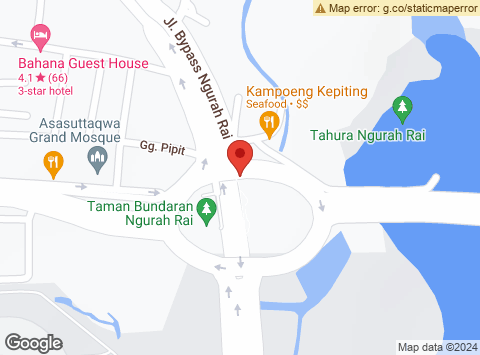 Map error: g.co/staticmaperror
Bahana Guest House
4.1★ (66)
3-star hotel
Jl. Bypass Ngurah Rai
Kampoeng Kepiting
Seafood • $$
Tahura Ngurah Rai
Asasuttaqwa
Grand Mosque
Gg. Pipit
Taman Bundaran
Ngurah Rai
Google
Map data ©2024